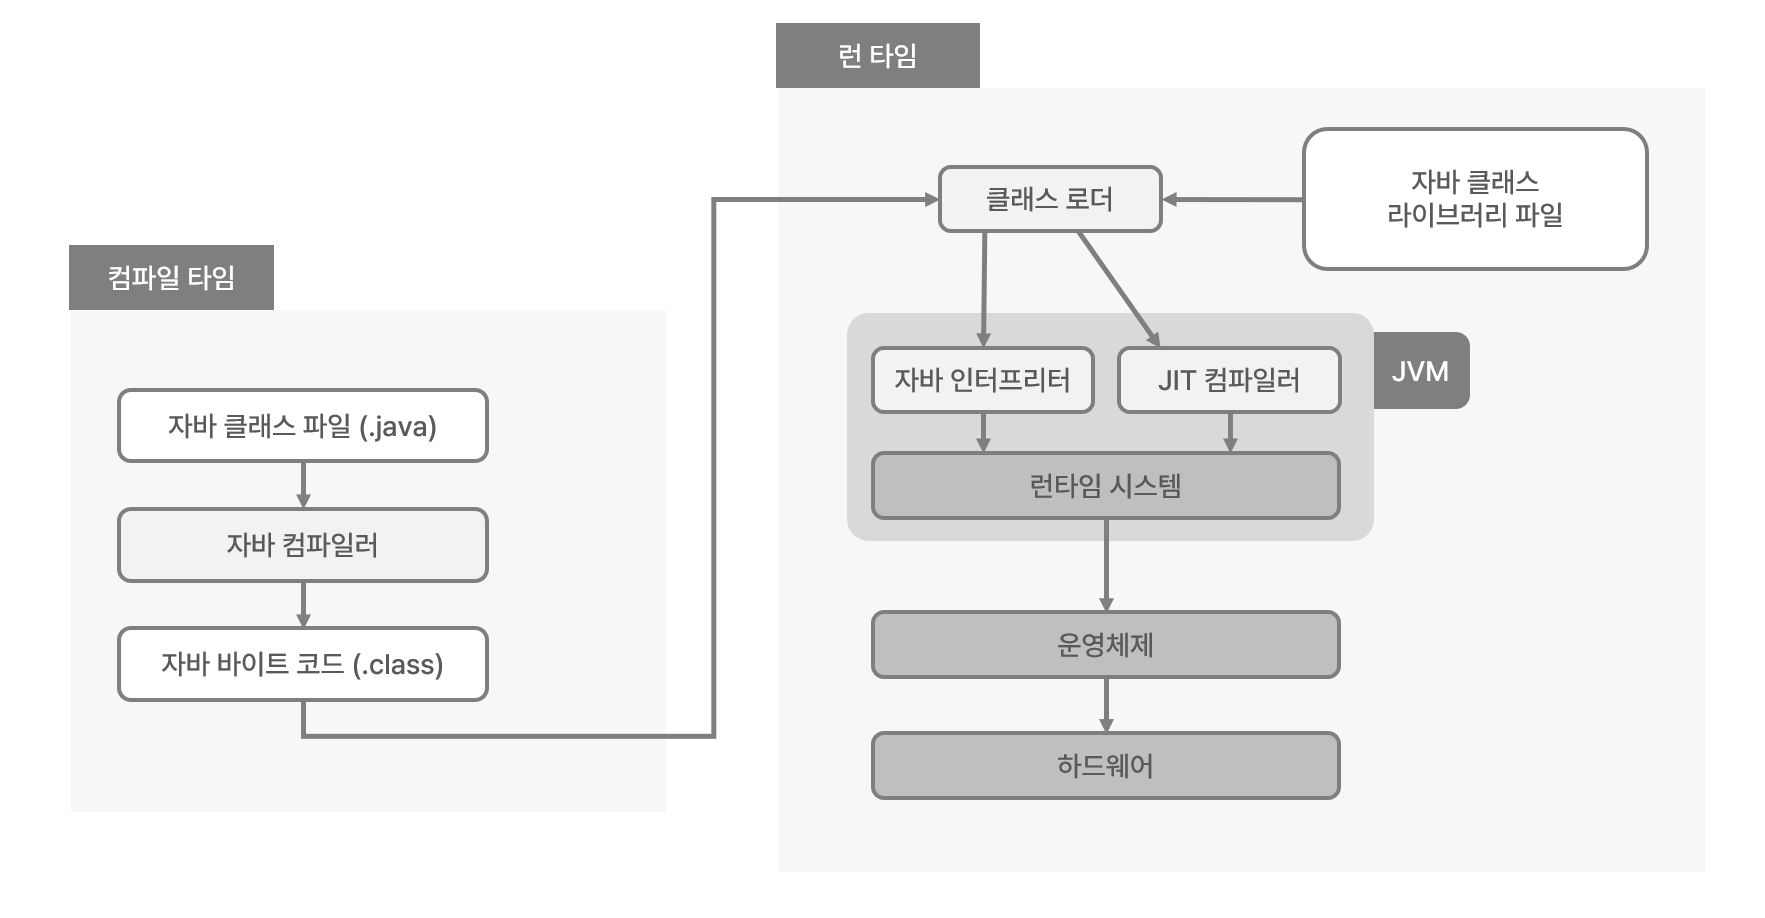 컴파일 타임
자바 클래스 파일 (.java)
자바 컴파일러
자바 바이트 코드 (.class)
런 타임
클래스 로더
자바 클래스
라이브러리 파일
자바 인터프리터
JIT 컴파일러
JVM
런타임 시스템
운영체제
하드웨어